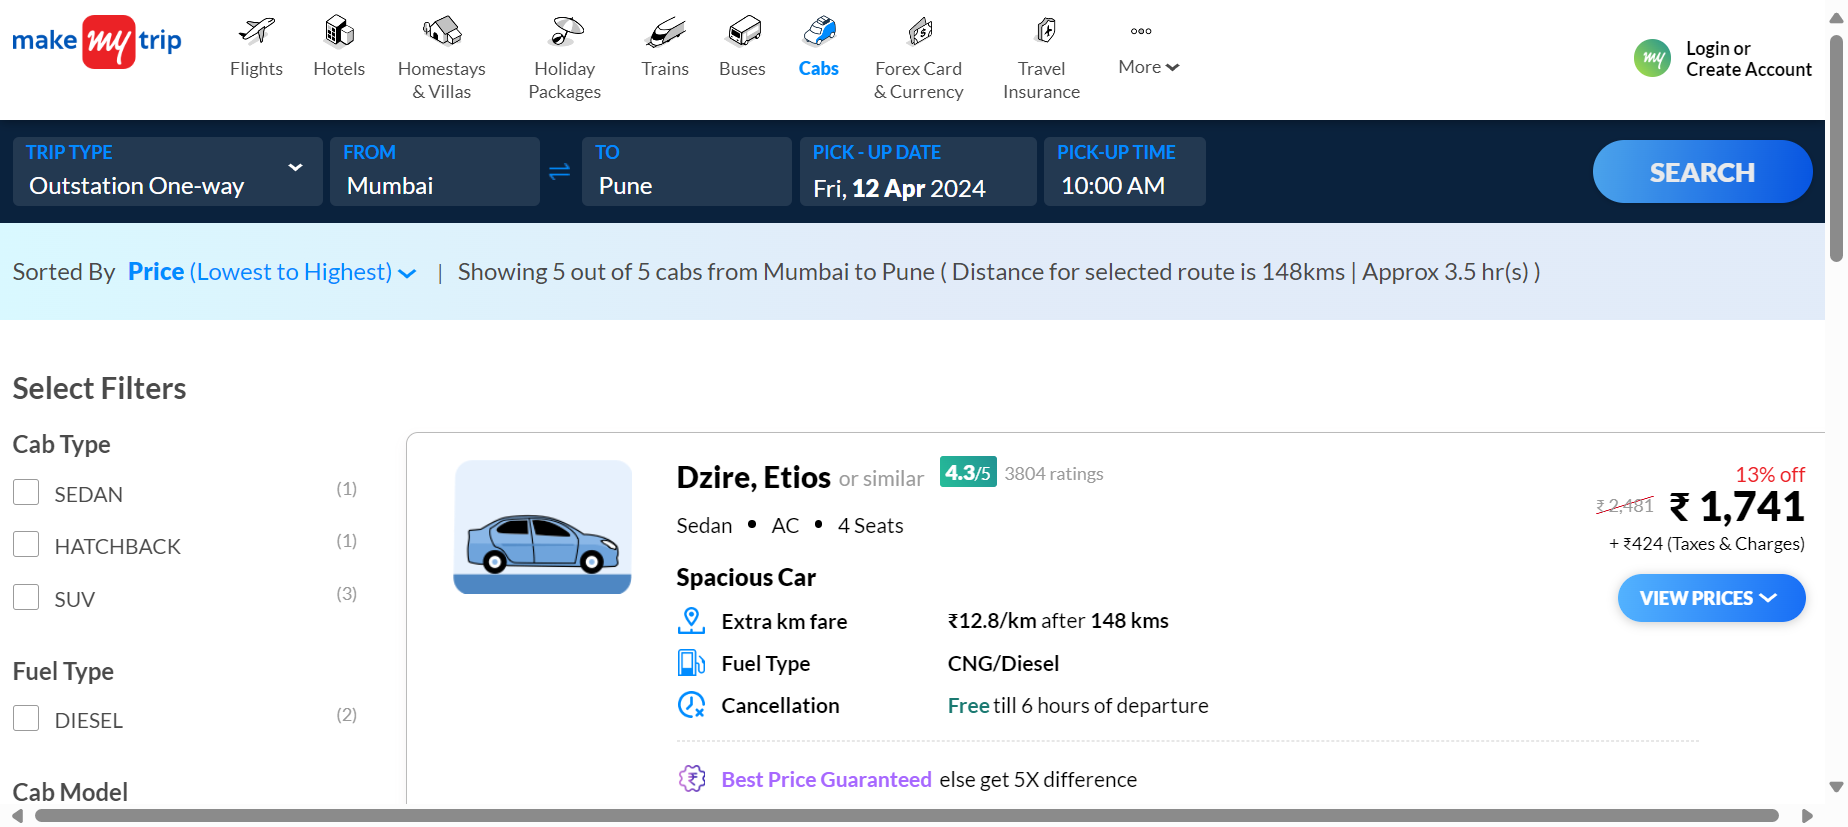 make my trip
Flights
Hotels
Homestays
& Villas
Holiday
Packages
Trains
Buses
Cabs
Forex Card
& Currency
Travel
Insurance
More
my
Login or
Create Account
TRIP TYPE
Outstation One-way
FROM
Mumbai
TO
Pune
PICK - UP DATE
Fri, 12 Apr 2024
PICK-UP TIME
10:00 AM
SEARCH
Sorted By Price (Lowest to Highest) | Showing 5 out of 5 cabs from Mumbai to Pune ( Distance for selected route is 148kms | Approx 3.5 hr(s) )
Select Filters
Cab Type
SEDAN (1)
HATCHBACK (1)
SUV (3)
Fuel Type
DIESEL (2)
Cab Model
Dzire, Etios or similar 4.3/5 3804 ratings
Sedan • AC • 4 Seats
Spacious Car
Extra km fare ₹12.8/km after 148 kms
Fuel Type CNG/Diesel
Cancellation Free till 6 hours of departure
Best Price Guaranteed else get 5X difference
13% off
₹ 2,481 ₹ 1,741
+ ₹424 (Taxes & Charges)
VIEW PRICES